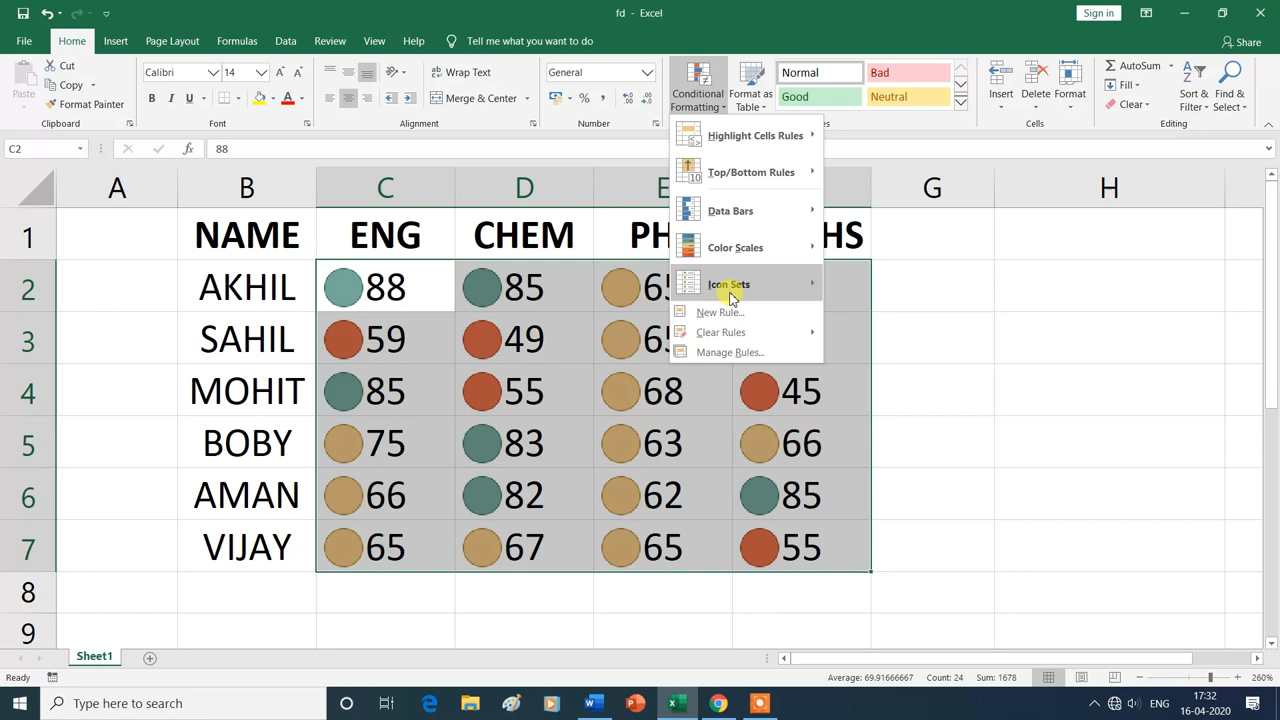 fd - Excel
Sign in
File Home Insert Page Layout Formulas Data Review View Help Tell me what you want to do Share
Paste
Cut
Copy
Format Painter
Clipboard
Calibri 14
B I U
Font
Wrap Text
Merge & Center
Alignment
General
%
Number
Conditional Formatting
Format as Table
Normal Bad
Good Neutral
Insert Delete Format
Cells
AutoSum
Fill
Clear
Sort & Filter
Find & Select
Editing
C2 fx 88
Highlight Cells Rules
Top/Bottom Rules
Data Bars
Color Scales
Icon Sets
New Rule...
Clear Rules
Manage Rules...
A B C D E G H
1 NAME ENG CHEM PH HS
2 AKHIL 88 85
3 SAHIL 59 49
4 MOHIT 85 55 68 45
5 BOBY 75 83 63 66
6 AMAN 66 82 62 85
7 VIJAY 65 67 65 55
8
9
Sheet1
Ready
Average: 69.91666667 Count: 24 Sum: 1678
260%
Type here to search
ENG
17:32
16-04-2020